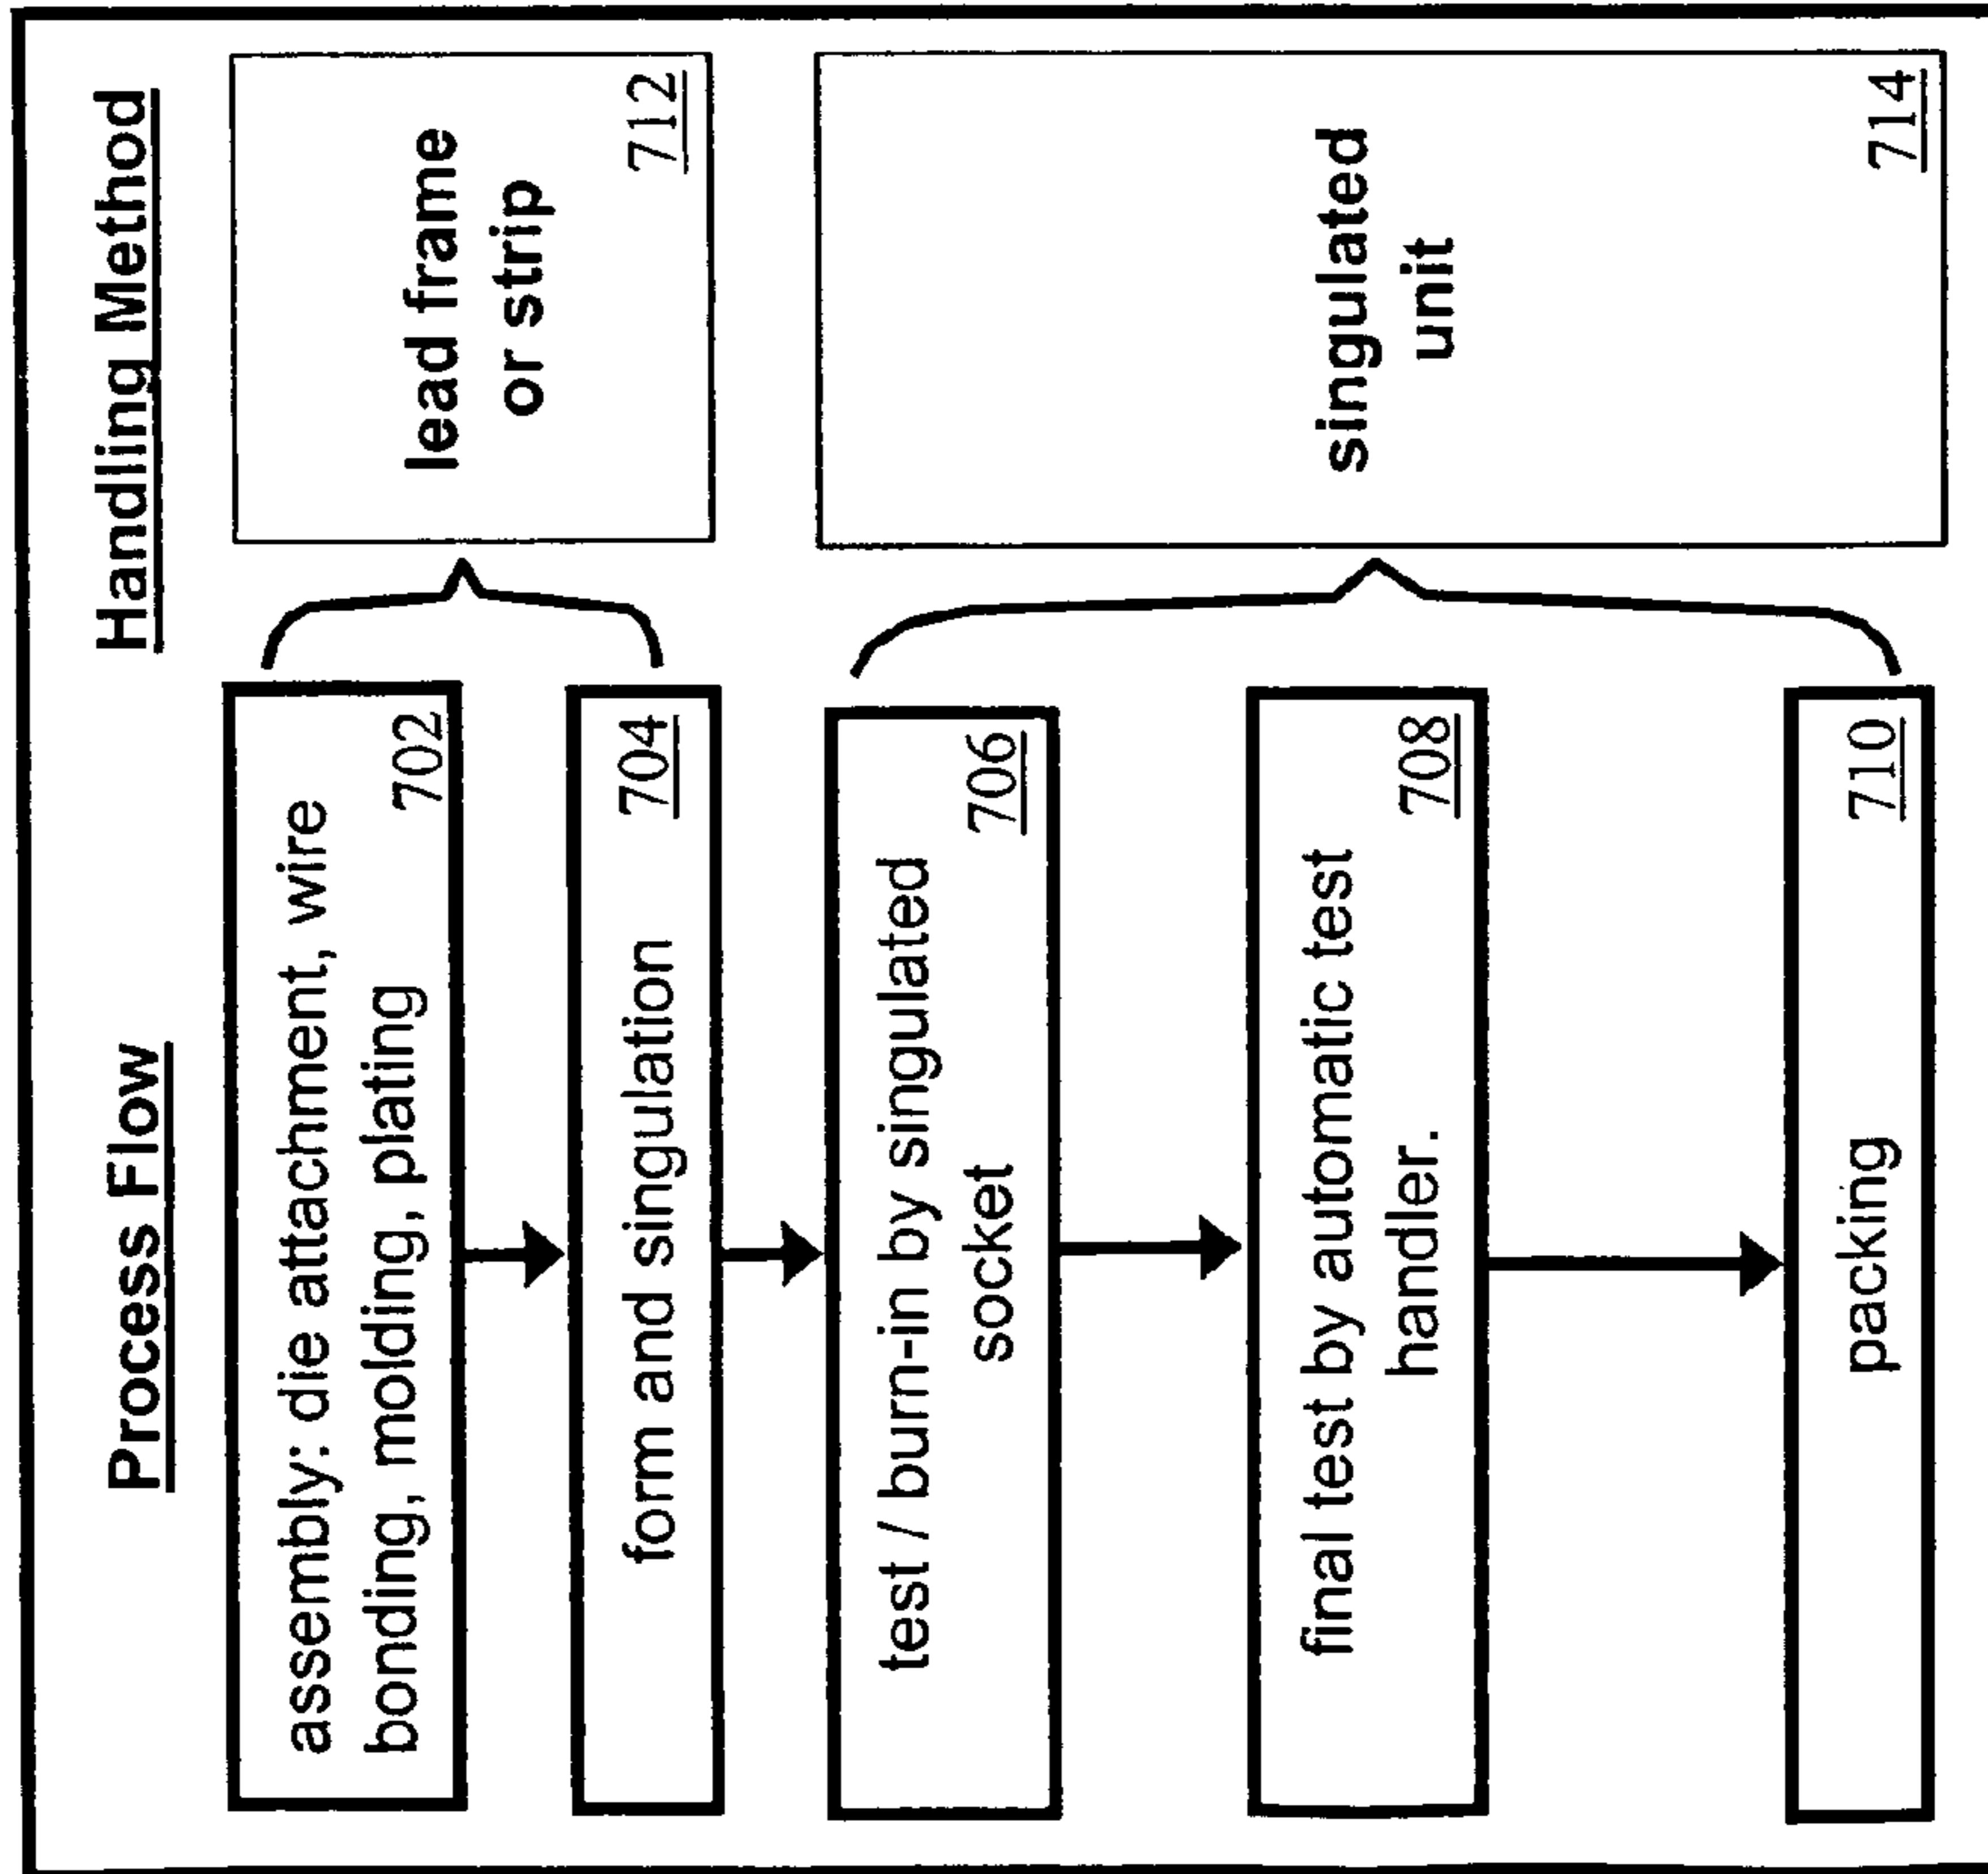 Process Flow
Handling Method
assembly: die attachment, wire
bonding, molding, plating
702
form and singulation
704
test / burn-in by singulated
socket
706
final test by automatic test
handler.
708
packing
710
lead frame
or strip
712
singulated
unit
714